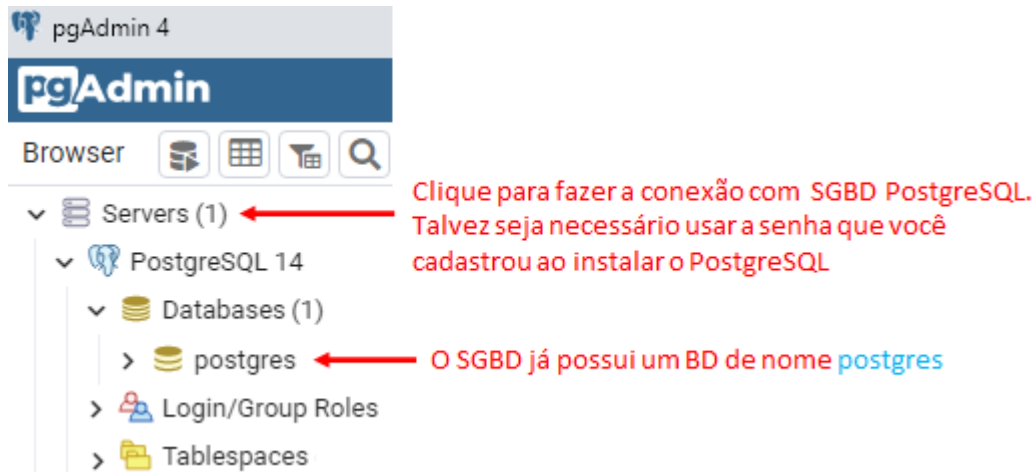 pgAdmin 4
pgAdmin
Browser
Servers (1)
Clique para fazer a conexão com SGBD PostgreSQL.
Talvez seja necessário usar a senha que você
cadastrou ao instalar o PostgreSQL
PostgreSQL 14
Databases (1)
postgres
O SGBD já possui um BD de nome postgres
Login/Group Roles
Tablespaces